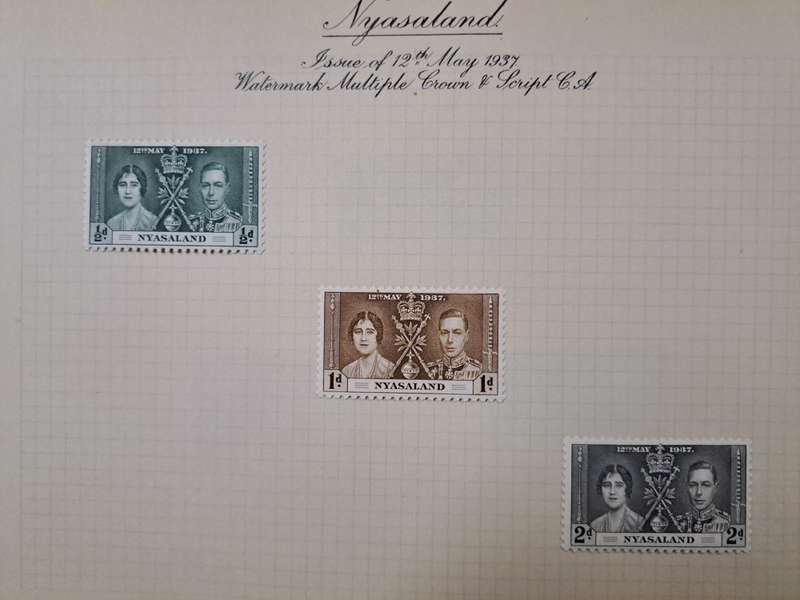 Nyasaland.
Issue of 12th May 1937.
Watermark Multiple Crown & Script C.A
12TH MAY 1937.
½d ½d
NYASALAND
12TH MAY 1937.
1d. 1d.
NYASALAND
12TH MAY 1937.
2d. 2d.
NYASALAND